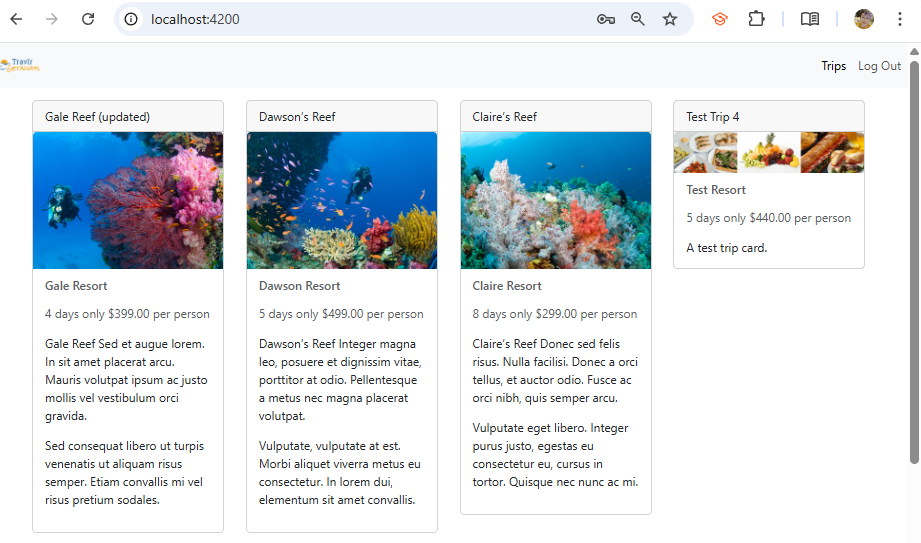 localhost:4200
Travlr
Getaways
Trips Log Out
Gale Reef (updated)
Gale Resort
4 days only $399.00 per person
Gale Reef Sed et augue lorem.
In sit amet placerat arcu.
Mauris volutpat ipsum ac justo
mollis vel vestibulum orci
gravida.
Sed consequat libero ut turpis
venenatis ut aliquam risus
semper. Etiam convallis mi vel
risus pretium sodales.
Dawson’s Reef
Dawson Resort
5 days only $499.00 per person
Dawson’s Reef Integer magna
leo, posuere et dignissim vitae,
porttitor at odio. Pellentesque
a metus nec magna placerat
volutpat.
Vulputate, vulputate at est.
Morbi aliquet viverra metus eu
consectetur. In lorem dui,
elementum sit amet convallis.
Claire’s Reef
Claire Resort
8 days only $299.00 per person
Claire’s Reef Donec sed felis
risus. Nulla facilisi. Donec a orci
tellus, et auctor odio. Fusce ac
orci nibh, quis semper arcu.
Vulputate eget libero. Integer
purus justo, egestas eu
consectetur eu, cursus in
tortor. Quisque nec nunc ac mi.
Test Trip 4
Test Resort
5 days only $440.00 per person
A test trip card.